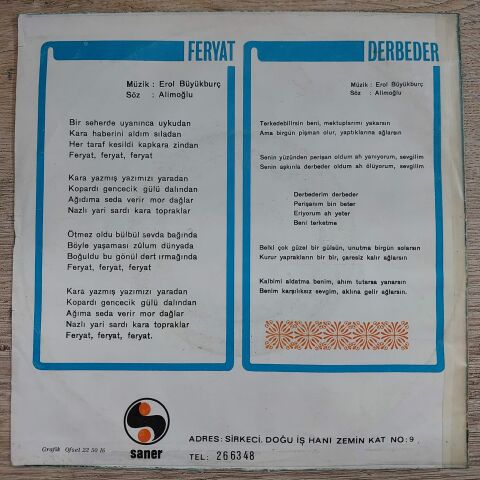 FERYAT
Müzik : Erol Büyükburç
Söz : Alimoğlu
Bir seherde uyanınca uykudan
Kara haberini aldım sıladan
Her taraf kesildi kapkara zindan
Feryat, feryat, feryat
Kara yazmış yazımızı yaradan
Kopardı gencecik gülü dalından
Ağıdıma seda verir mor dağlar
Nazlı yari sardı kara topraklar
Ötmez oldu bülbül sevda bağında
Böyle yaşaması zûlum dünyada
Boğuldu bu gönül dert ırmağında
Feryat, feryat, feryat
Kara yazmış yazımızı yaradan
Kopardı gencecik gülü dalından
Ağıma seda verir mor dağlar
Nazlı yari sardı kara topraklar
Feryat, feryat, feryat.
DERBEDER
Müzik : Erol Büyükburç
Söz : Alimoğlu
Terkedebilirsin beni, mektuplarımı yakarsın
Ama birgün pişman olur, yaptıklarına ağlarsın
Senin yüzünden perişan oldum ah yanıyorum, sevgilim
Senin aşkınla derbeder oldum ah ölüyorum, sevgilim
Derbederim derbeder
Perişanım bin beter
Eriyorum ah yeter
Beni terketme
Belki çok güzel bir gülsün, unutma birgün solarsın
Kurur yaprakların bir bir, çaresiz kalır ağlarsın
Kalbimi aldatma benim, ahım tutarsa yanarsın
Benim karşılıksız sevgim, aklına gelir ağlarsın.
saner
Grafik Ofset 22 50 16
ADRES: SİRKECİ, DOĞU İŞ HANI ZEMİN KAT NO: 9
TEL: 266348